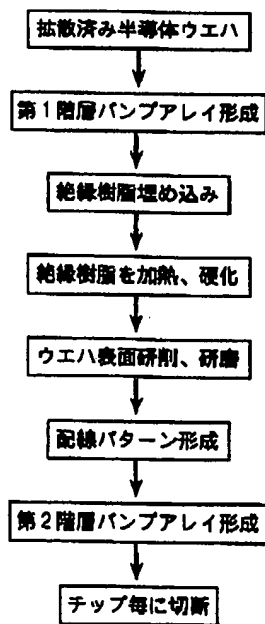 拡散済み半導体ウエハ
第1階層バンプアレイ形成
絶縁樹脂埋め込み
絶縁樹脂を加熱、硬化
ウエハ表面研削、研磨
配線パターン形成
第2階層バンプアレイ形成
チップ毎に切断